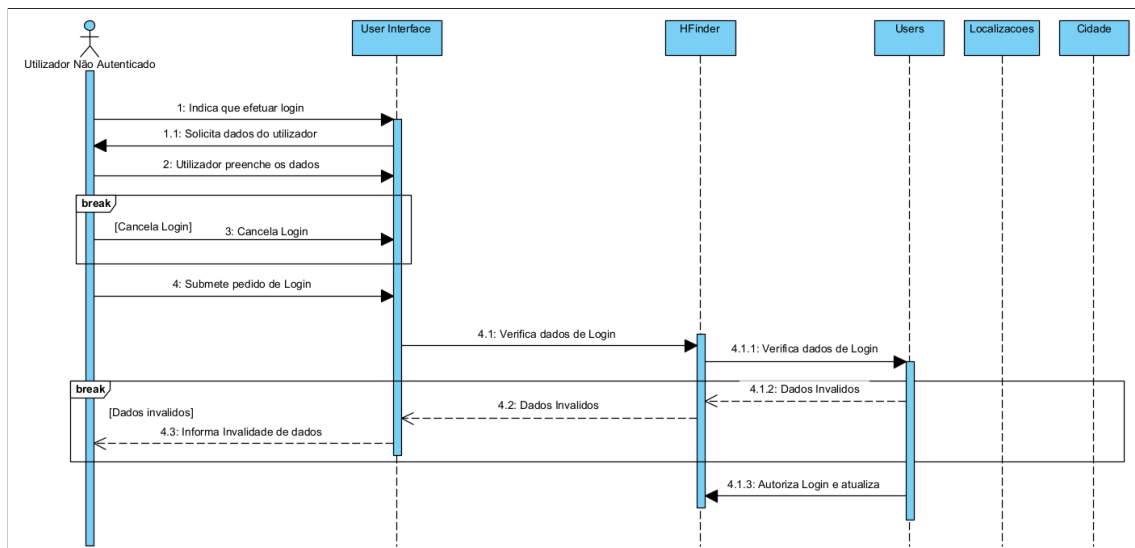 User Interface
HFinder
Users
Localizacoes
Cidade
Utilizador Não Autenticado
1: Indica que efetuar login
1.1: Solicita dados do utilizador
2: Utilizador preenche os dados
break
[Cancela Login]
3: Cancela Login
4: Submete pedido de Login
4.1: Verifica dados de Login
4.1.1: Verifica dados de Login
break
4.1.2: Dados Invalidos
4.2: Dados Invalidos
[Dados invalidos]
4.3: Informa Invalidade de dados
4.1.3: Autoriza Login e atualiza